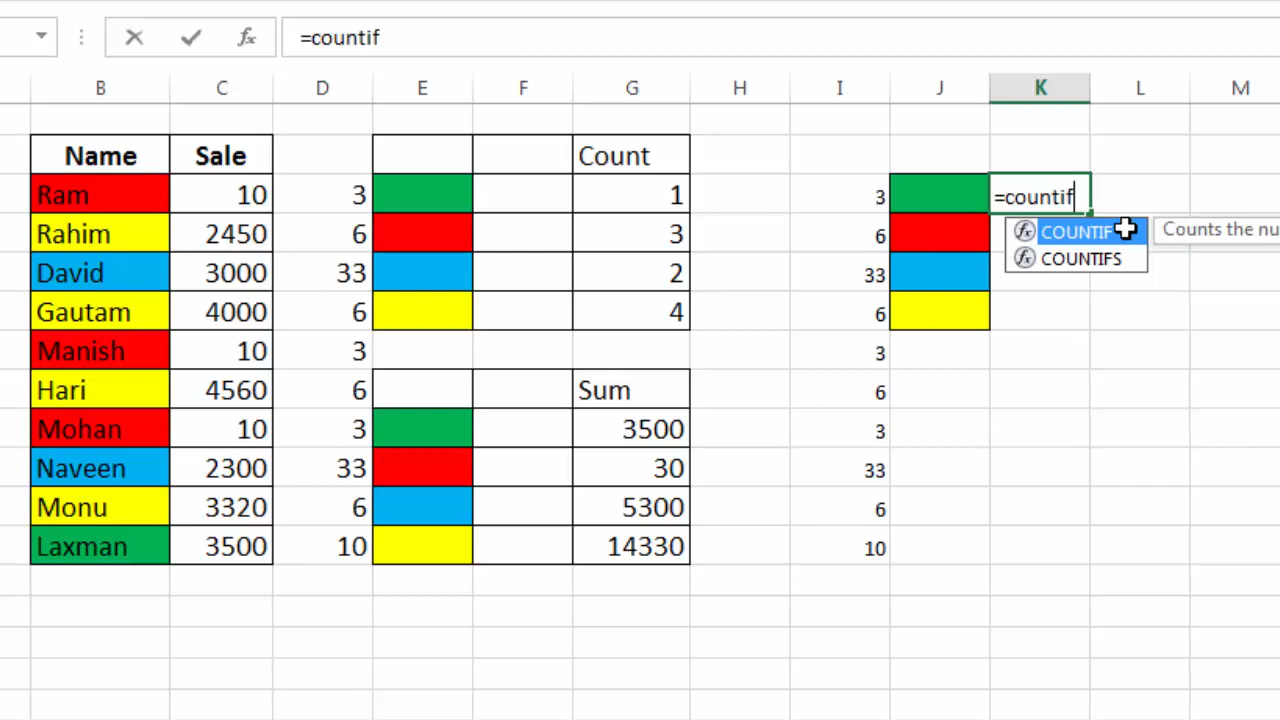 =countif
B C D E F G H I J K L M
Name Sale Count
Ram 10 3 1 3 =countif
Rahim 2450 6 3 6 COUNTIF Counts the nu
COUNTIFS
David 3000 33 2 33
Gautam 4000 6 4 6
Manish 10 3 3
Hari 4560 6 Sum 6
Mohan 10 3 3500 3
Naveen 2300 33 30 33
Monu 3320 6 5300 6
Laxman 3500 10 14330 10